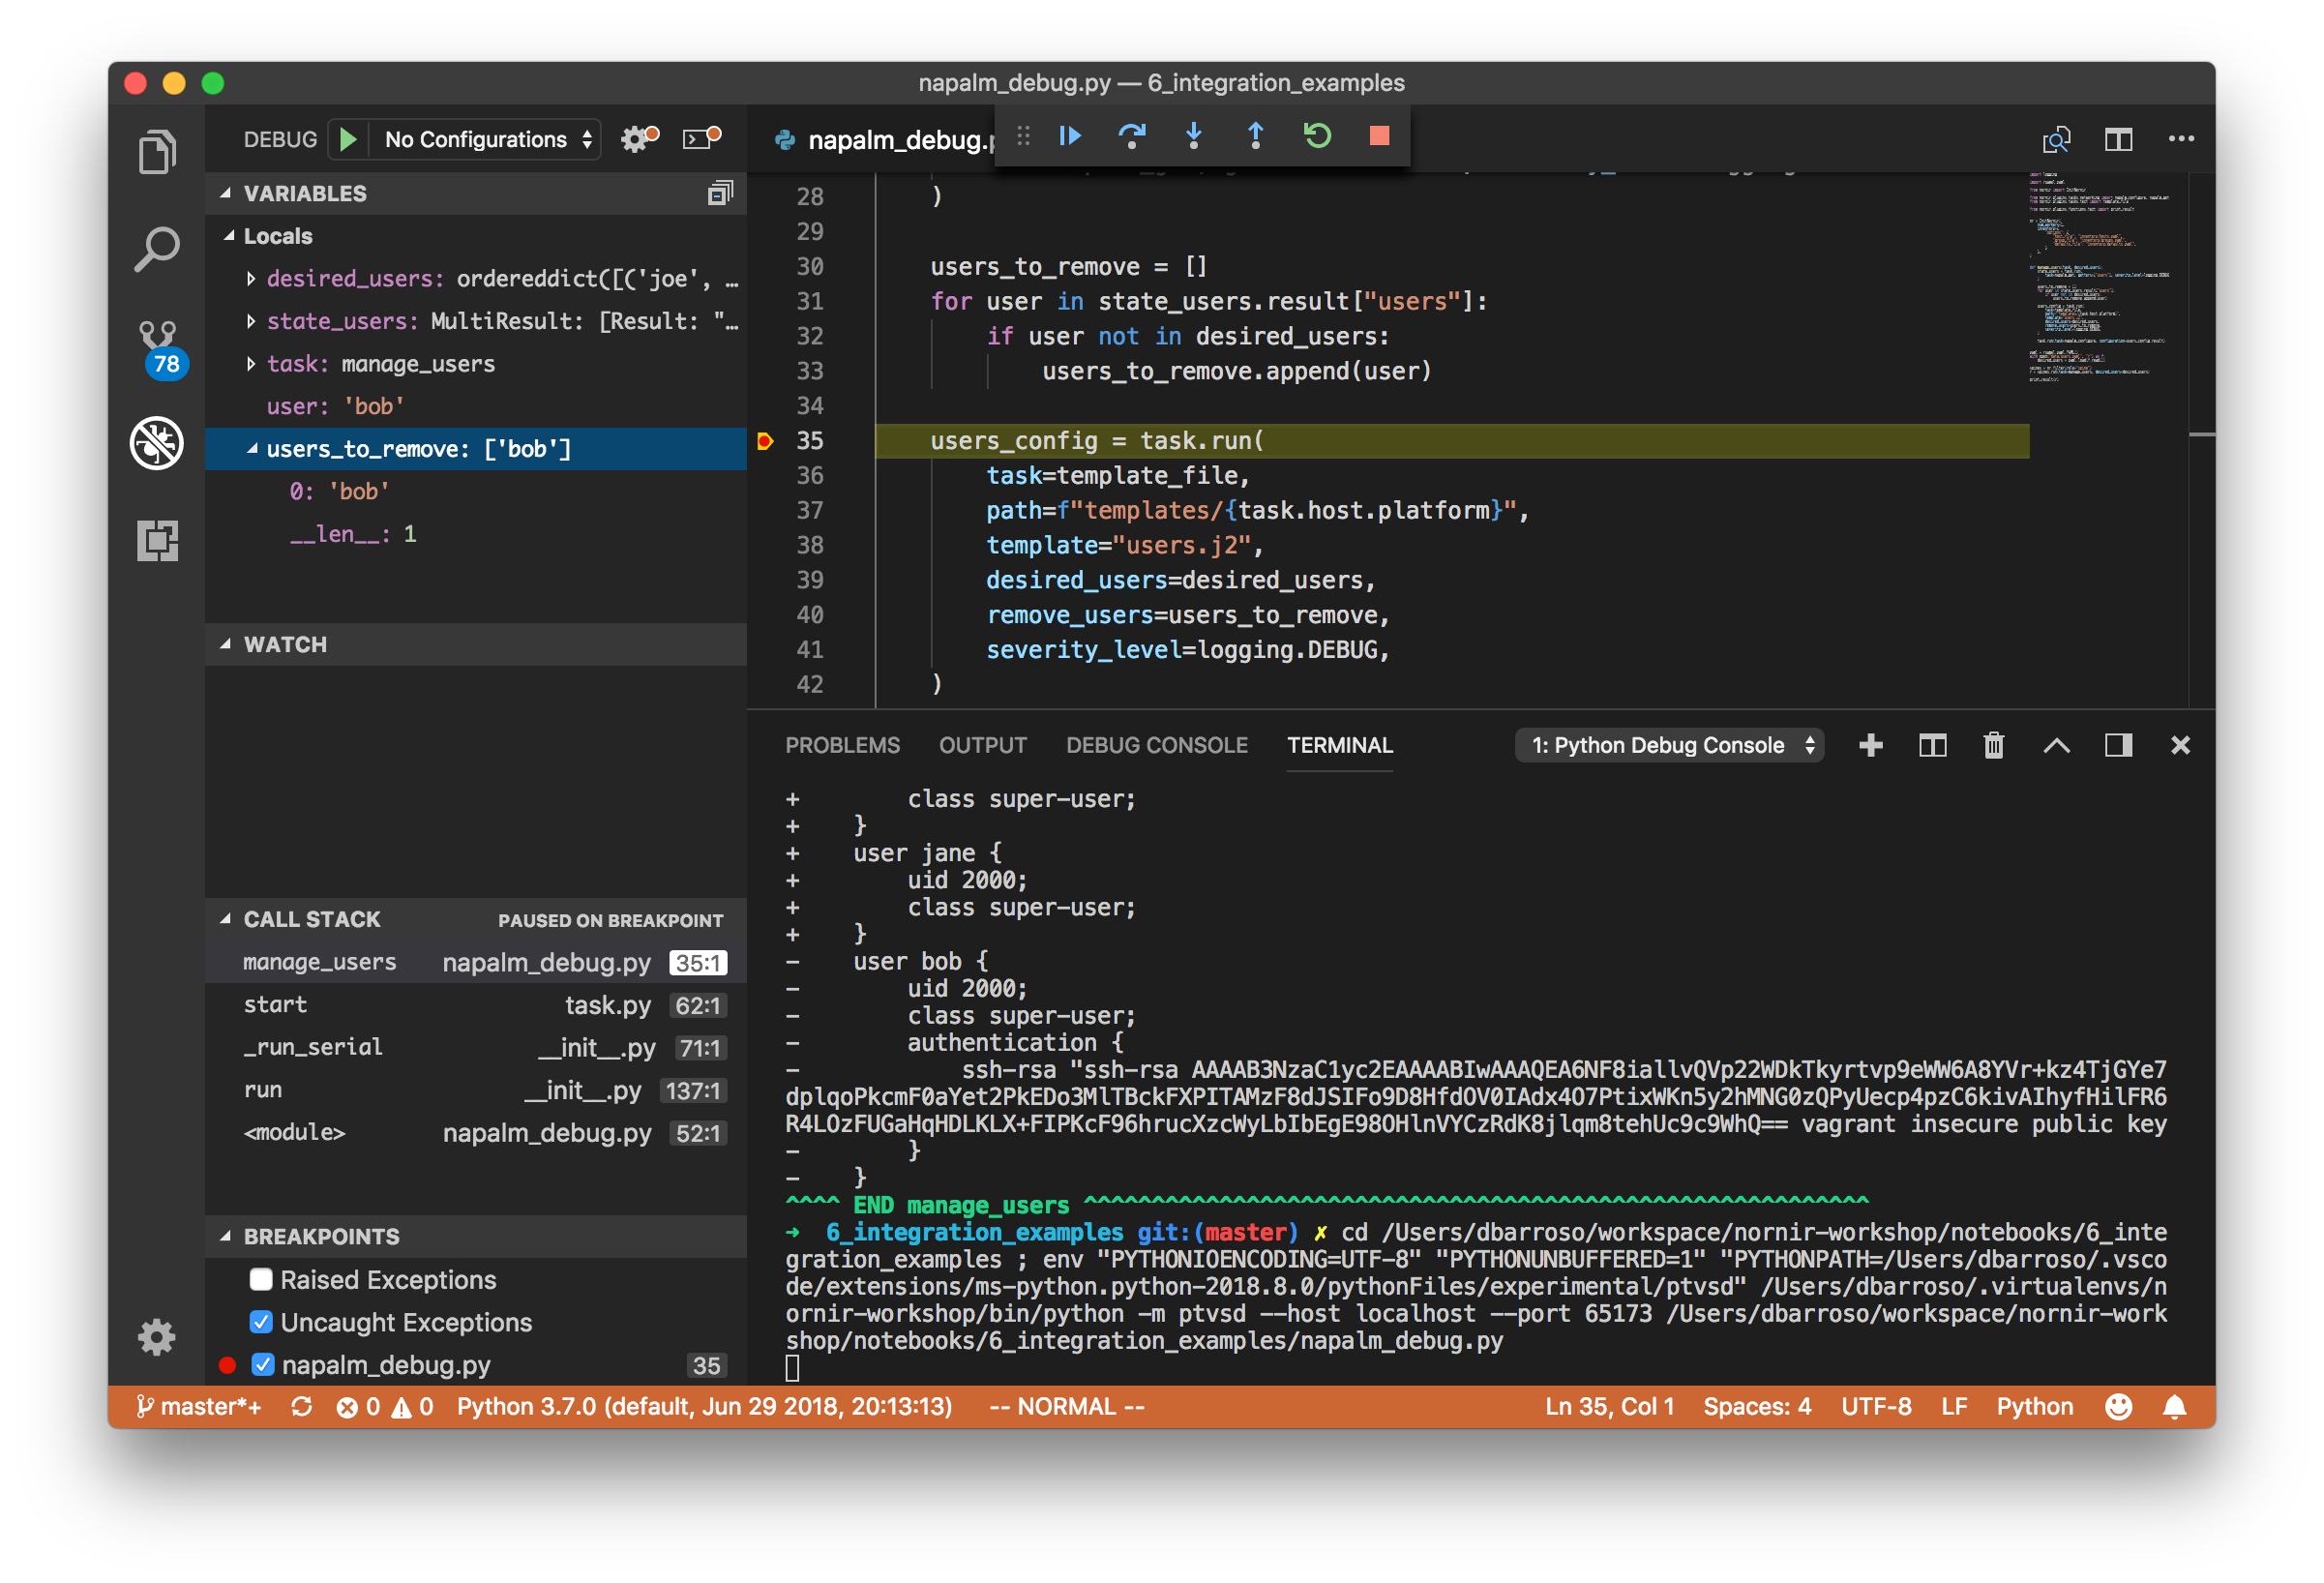 napalm_debug.py — 6_integration_examples
DEBUG No Configurations
napalm_debug.p
VARIABLES
Locals
desired_users: ordereddict([('joe', …
state_users: MultiResult: [Result: "…
task: manage_users
user: 'bob'
users_to_remove: ['bob']
0: 'bob'
__len__: 1
WATCH
CALL STACK PAUSED ON BREAKPOINT
manage_users napalm_debug.py 35:1
start task.py 62:1
_run_serial __init__.py 71:1
run __init__.py 137:1
<module> napalm_debug.py 52:1
BREAKPOINTS
Raised Exceptions
Uncaught Exceptions
napalm_debug.py 35
78
28 )
29
30 users_to_remove = []
31 for user in state_users.result["users"]:
32 if user not in desired_users:
33 users_to_remove.append(user)
34
35 users_config = task.run(
36 task=template_file,
37 path=f"templates/{task.host.platform}",
38 template="users.j2",
39 desired_users=desired_users,
40 remove_users=users_to_remove,
41 severity_level=logging.DEBUG,
42 )
PROBLEMS OUTPUT DEBUG CONSOLE TERMINAL 1: Python Debug Console
+ class super-user;
+ }
+ user jane {
+ uid 2000;
+ class super-user;
+ }
- user bob {
- uid 2000;
- class super-user;
- authentication {
- ssh-rsa "ssh-rsa AAAAB3NzaC1yc2EAAAABIwAAAQEA6NF8iallvQVp22WDkTkyrtvp9eWW6A8YVr+kz4TjGYe7
dplqoPkcmF0aYet2PkEDo3MlTBckFXPITAMzF8dJSIFo9D8HfdOV0IAdx4O7PtixWKn5y2hMNG0zQPyUecp4pzC6kivAIhyfHilFR6
R4LOzFUGaHqHDLKLX+FIPKcF96hrucXzcWyLbIbEgE98OHlnVYCzRdK8jlqm8tehUc9c9WhQ== vagrant insecure public key
- }
- }
^^^^ END manage_users ^^^^^^^^^^^^^^^^^^^^^^^^^^^^^^^^^^^^^^^^^^^^^^^^^^^^^^^^^^
➜ 6_integration_examples git:(master) ✗ cd /Users/dbarroso/workspace/nornir-workshop/notebooks/6_inte
gration_examples ; env "PYTHONIOENCODING=UTF-8" "PYTHONUNBUFFERED=1" "PYTHONPATH=/Users/dbarroso/.vsco
de/extensions/ms-python.python-2018.8.0/pythonFiles/experimental/ptvsd" /Users/dbarroso/.virtualenvs/n
ornir-workshop/bin/python -m ptvsd --host localhost --port 65173 /Users/dbarroso/workspace/nornir-work
shop/notebooks/6_integration_examples/napalm_debug.py
master*+ 0 0 Python 3.7.0 (default, Jun 29 2018, 20:13:13) -- NORMAL -- Ln 35, Col 1 Spaces: 4 UTF-8 LF Python